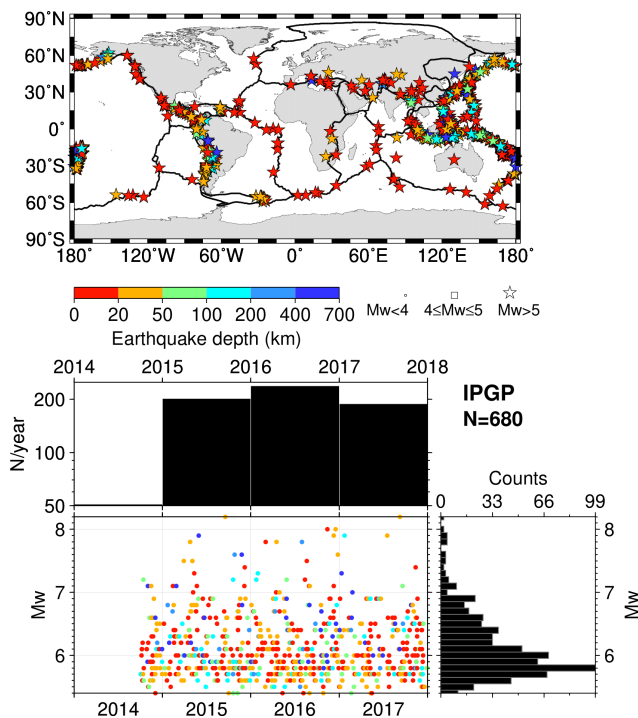 90˚N
60˚N
30˚N
0˚
30˚S
60˚S
90˚S
180˚ 120˚W 60˚W 0˚ 60˚E 120˚E 180˚
0 20 50 100 200 400 700
Earthquake depth (km)
Mw<4 4≤Mw≤5 Mw>5
2014 2015 2016 2017 2018
200
100
50
N/year
IPGP
N=680
Counts
0 33 66 99
8
7
6
Mw
8
7
6
Mw
2014 2015 2016 2017